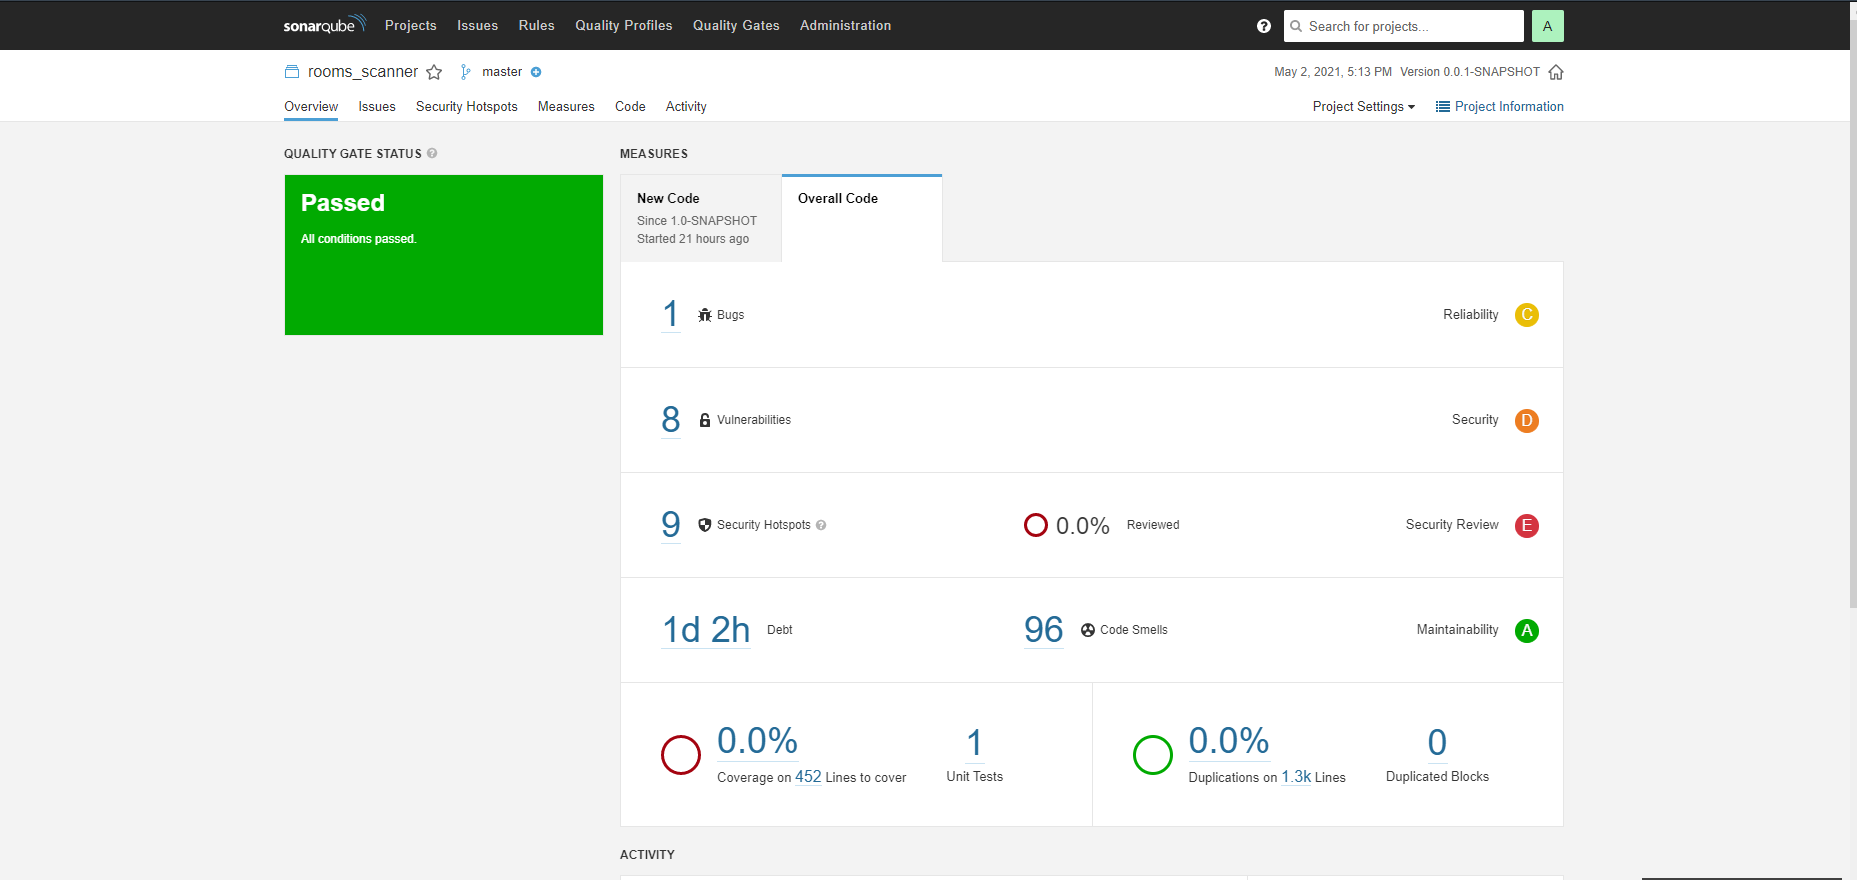 sonarqube Projects Issues Rules Quality Profiles Quality Gates Administration ? Search for projects... A
rooms_scanner master May 2, 2021, 5:13 PM Version 0.0.1-SNAPSHOT
Overview Issues Security Hotspots Measures Code Activity Project Settings Project Information
QUALITY GATE STATUS ?
Passed
All conditions passed.
MEASURES
New Code
Since 1.0-SNAPSHOT
Started 21 hours ago
Overall Code
1 Bugs Reliability C
8 Vulnerabilities Security D
9 Security Hotspots ? 0.0% Reviewed Security Review E
1d 2h Debt 96 Code Smells Maintainability A
0.0%
Coverage on 452 Lines to cover
1
Unit Tests
0.0%
Duplications on 1.3k Lines
0
Duplicated Blocks
ACTIVITY